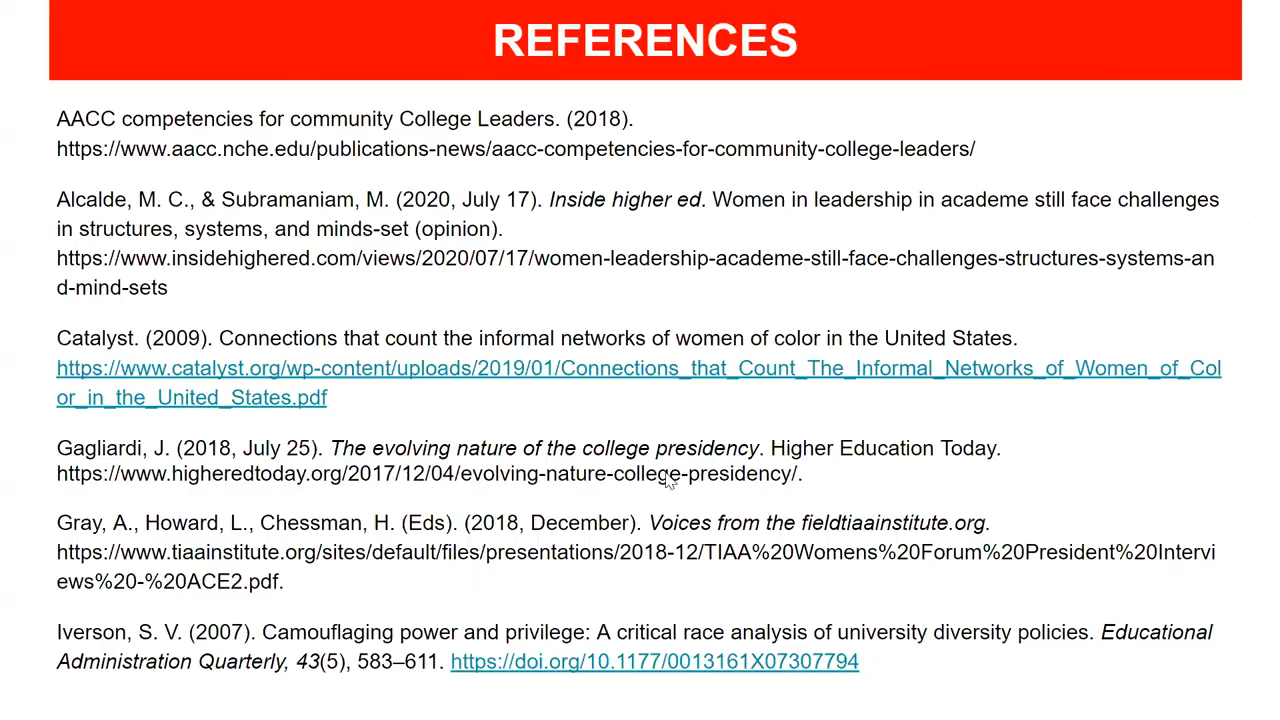 REFERENCES
AACC competencies for community College Leaders. (2018).
https://www.aacc.nche.edu/publications-news/aacc-competencies-for-community-college-leaders/
Alcalde, M. C., & Subramaniam, M. (2020, July 17). Inside higher ed. Women in leadership in academe still face challenges
in structures, systems, and minds-set (opinion).
https://www.insidehighered.com/views/2020/07/17/women-leadership-academe-still-face-challenges-structures-systems-an
d-mind-sets
Catalyst. (2009). Connections that count the informal networks of women of color in the United States.
https://www.catalyst.org/wp-content/uploads/2019/01/Connections_that_Count_The_Informal_Networks_of_Women_of_Col
or_in_the_United_States.pdf
Gagliardi, J. (2018, July 25). The evolving nature of the college presidency. Higher Education Today.
https://www.higheredtoday.org/2017/12/04/evolving-nature-college-presidency/.
Gray, A., Howard, L., Chessman, H. (Eds). (2018, December). Voices from the fieldtiaainstitute.org.
https://www.tiaainstitute.org/sites/default/files/presentations/2018-12/TIAA%20Womens%20Forum%20President%20Intervi
ews%20-%20ACE2.pdf.
Iverson, S. V. (2007). Camouflaging power and privilege: A critical race analysis of university diversity policies. Educational
Administration Quarterly, 43(5), 583–611. https://doi.org/10.1177/0013161X07307794